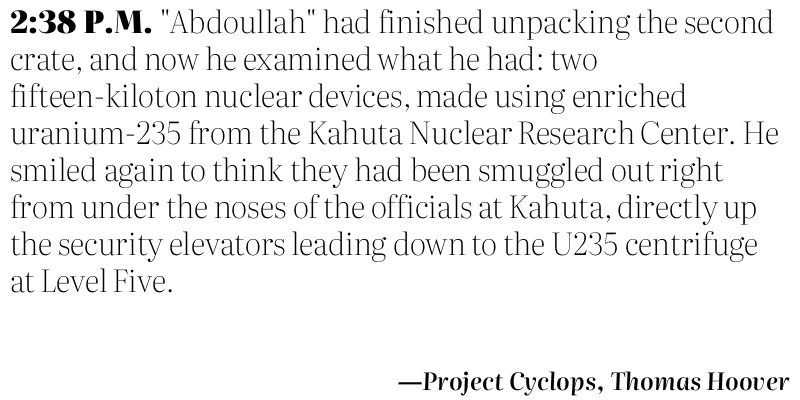 2:38 P.M. "Abdoullah" had finished unpacking the second
crate, and now he examined what he had: two
fifteen-kiloton nuclear devices, made using enriched
uranium-235 from the Kahuta Nuclear Research Center. He
smiled again to think they had been smuggled out right
from under the noses of the officials at Kahuta, directly up
the security elevators leading down to the U235 centrifuge
at Level Five.
—Project Cyclops, Thomas Hoover